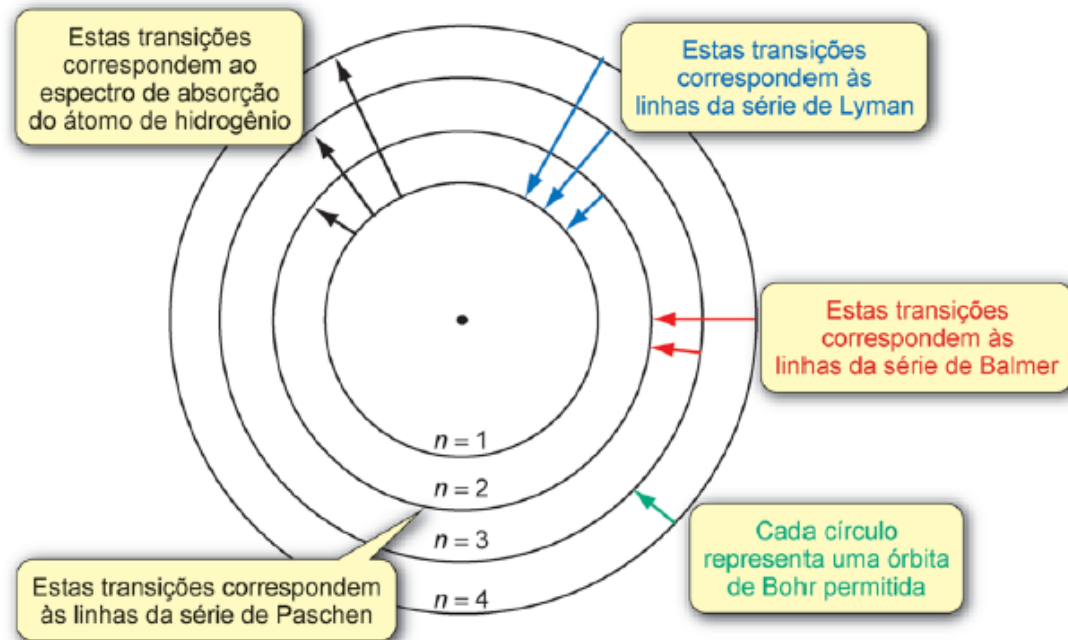 Estas transições
correspondem ao
espectro de absorção
do átomo de hidrogênio
Estas transições
correspondem às
linhas da série de Lyman
Estas transições
correspondem às
linhas da série de Balmer
n = 1
n = 2
n = 3
n = 4
Cada círculo
representa uma órbita
de Bohr permitida
Estas transições correspondem
às linhas da série de Paschen